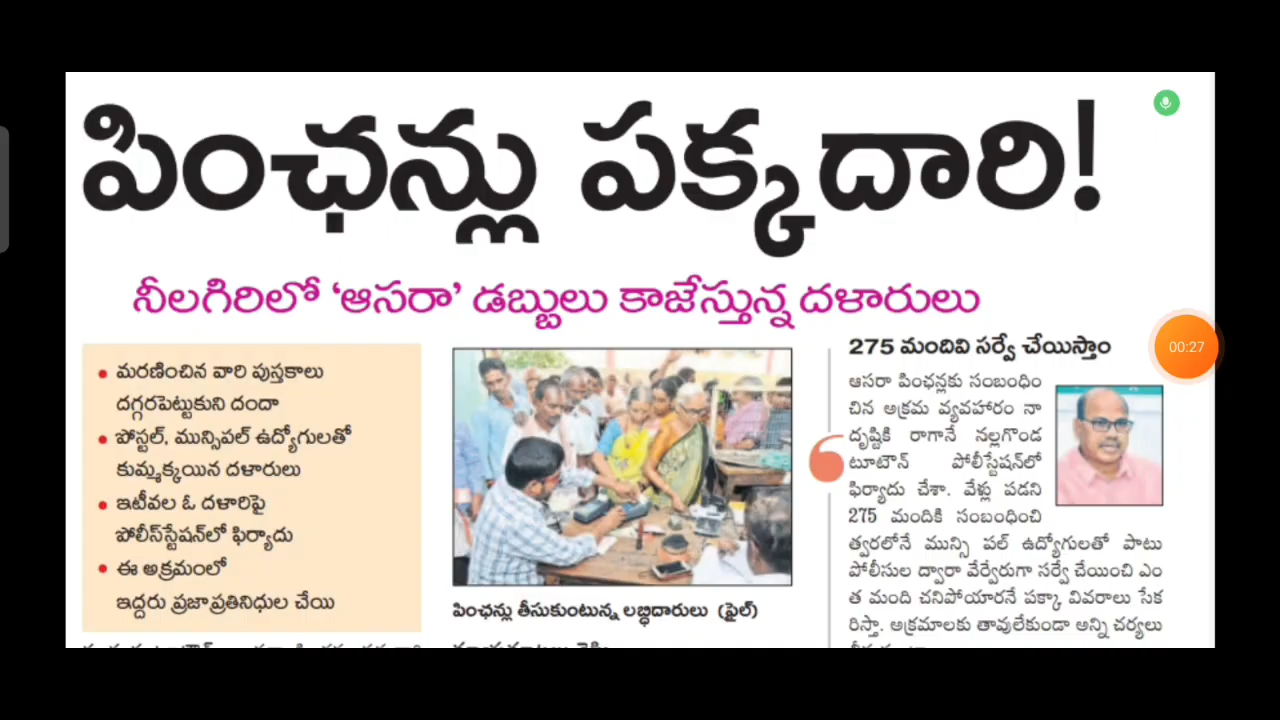 పింఛన్లు పక్కదారి!
నీలగిరిలో ‘ఆసరా’ డబ్బులు కాజేస్తున్న దళారులు
• మరణించిన వారి పుస్తకాలు
దగ్గరపెట్టుకుని దందా
• పోస్టల్, మున్సిపల్ ఉద్యోగులతో
కుమ్మక్కయిన దళారులు
• ఇటీవల ఓ దళారిపై
పోలీస్‌స్టేషన్‌లో ఫిర్యాదు
• ఈ అక్రమంలో
ఇద్దరు ప్రజాప్రతినిధుల చేయి
పింఛన్లు తీసుకుంటున్న లబ్ధిదారులు (ఫైల్)
275 మందివి సర్వే చేయిస్తాం
ఆసరా పింఛన్లకు సంబంధిం
చిన అక్రమ వ్యవహారం నా
దృష్టికి రాగానే నల్లగొండ
టూటౌన్ పోలీస్టేషన్‌లో
ఫిర్యాదు చేశా. వేళ్లు పడని
275 మందికి సంబంధించి
త్వరలోనే మున్సి పల్ ఉద్యోగులతో పాటు
పోలీసుల ద్వారా వేర్వేరుగా సర్వే చేయించి ఎం
త మంది చనిపోయారనే పక్కా వివరాలు సేక
రిస్తా. అక్రమాలకు తావులేకుండా అన్ని చర్యలు
00:27